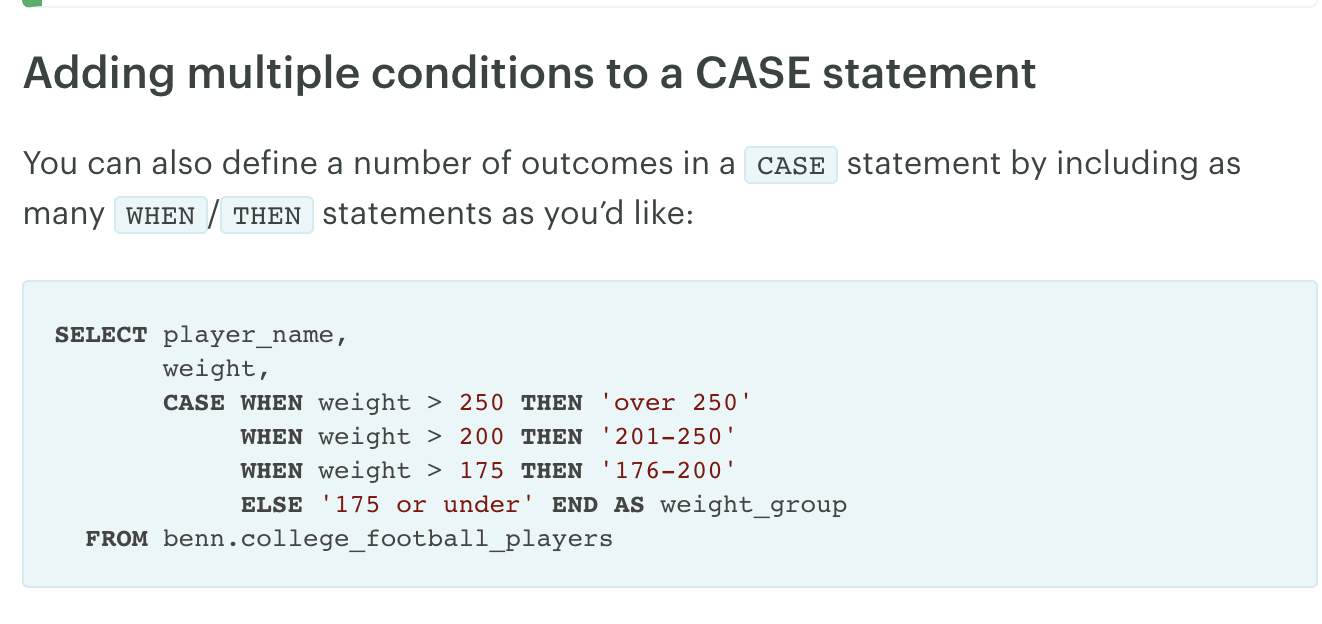 Adding multiple conditions to a CASE statement
You can also define a number of outcomes in a CASE statement by including as
many WHEN/THEN statements as you’d like:
SELECT player_name,
       weight,
       CASE WHEN weight > 250 THEN 'over 250'
            WHEN weight > 200 THEN '201-250'
            WHEN weight > 175 THEN '176-200'
            ELSE '175 or under' END AS weight_group
  FROM benn.college_football_players